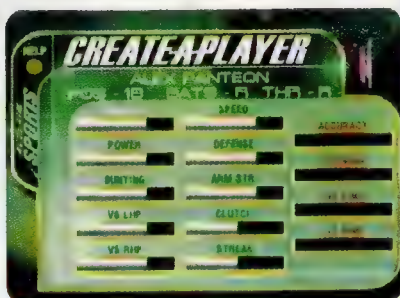 HELP
CREATE-A-PLAYER
ALEX PANTEON
POS - 1B BATS - R THR - R
SPORTS
SPEED
ACCURACY
POWER DEFENSE
BUNTING ARM STR
VS LHP CLUTCH
VS RHP STREAK